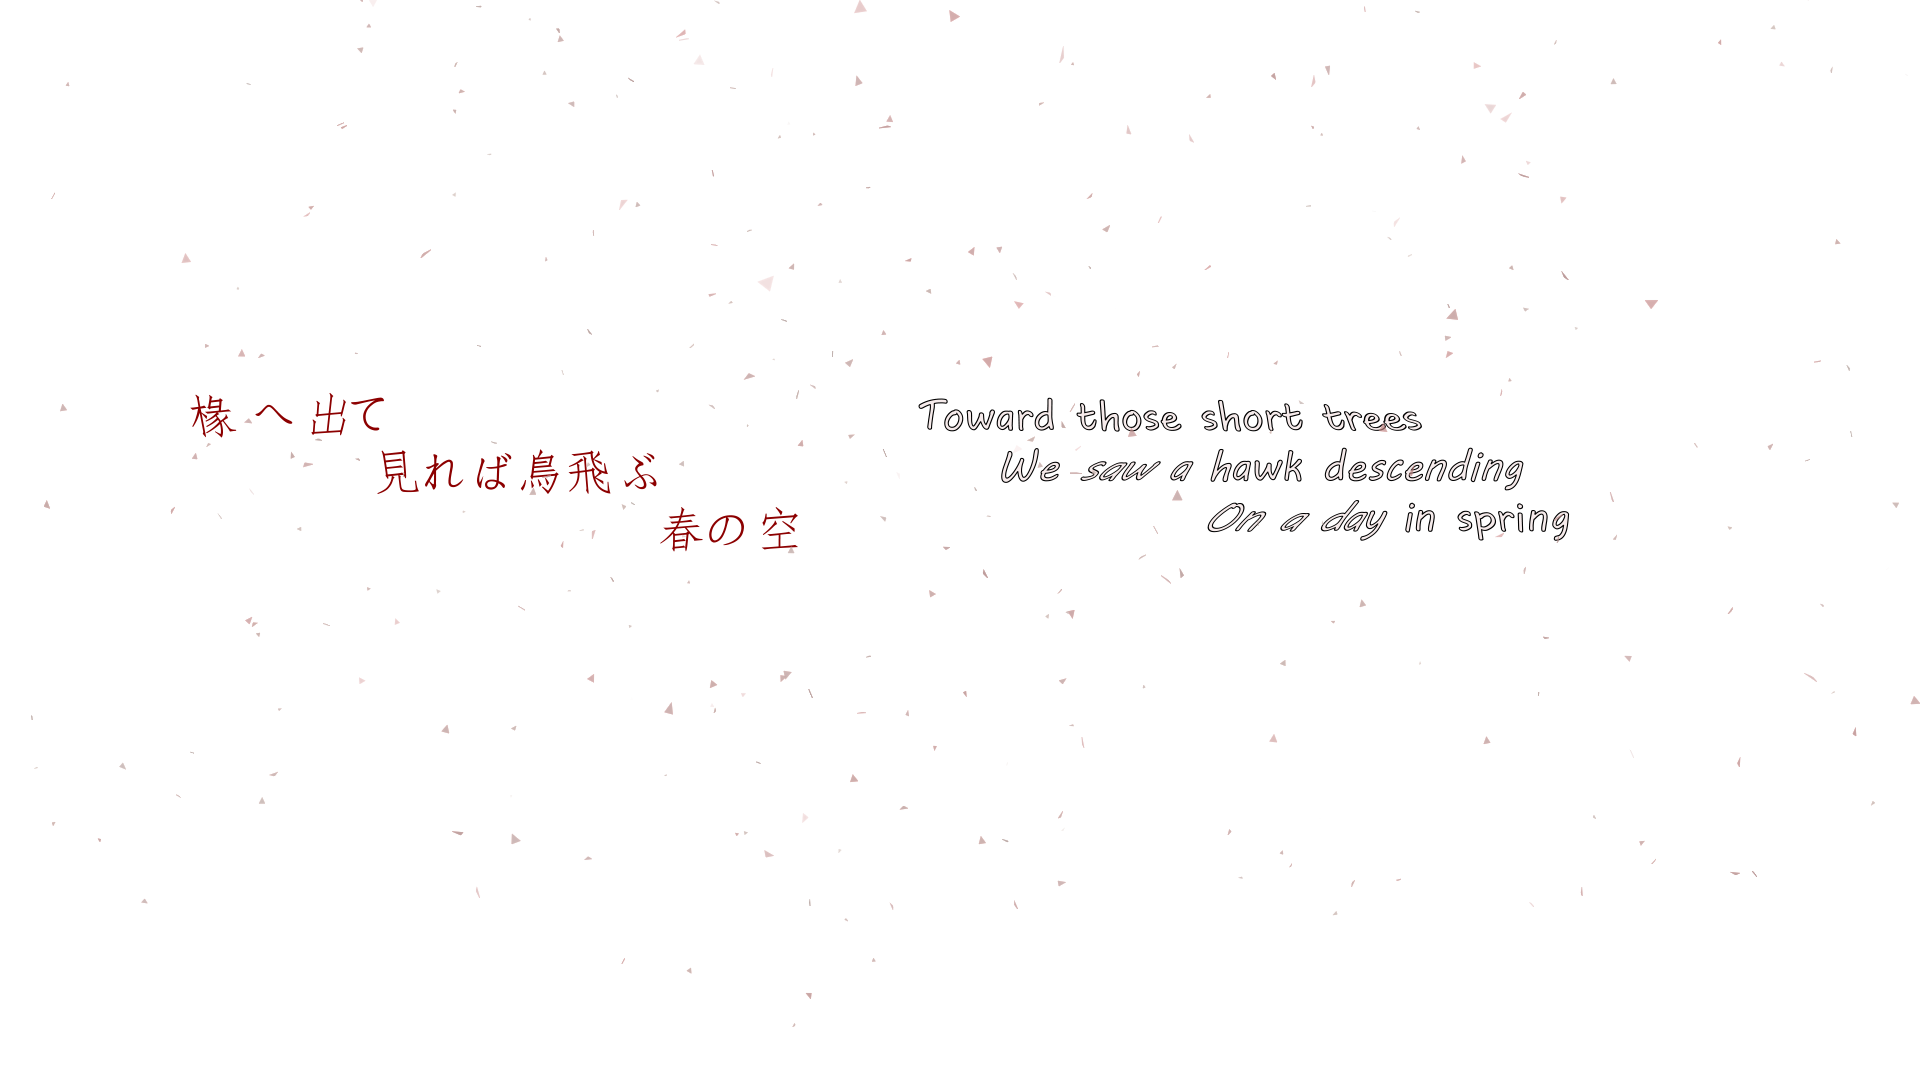 椽へ出て
見れば鳥飛ぶ
春の空
Toward those short trees
We saw a hawk descending
On a day in spring